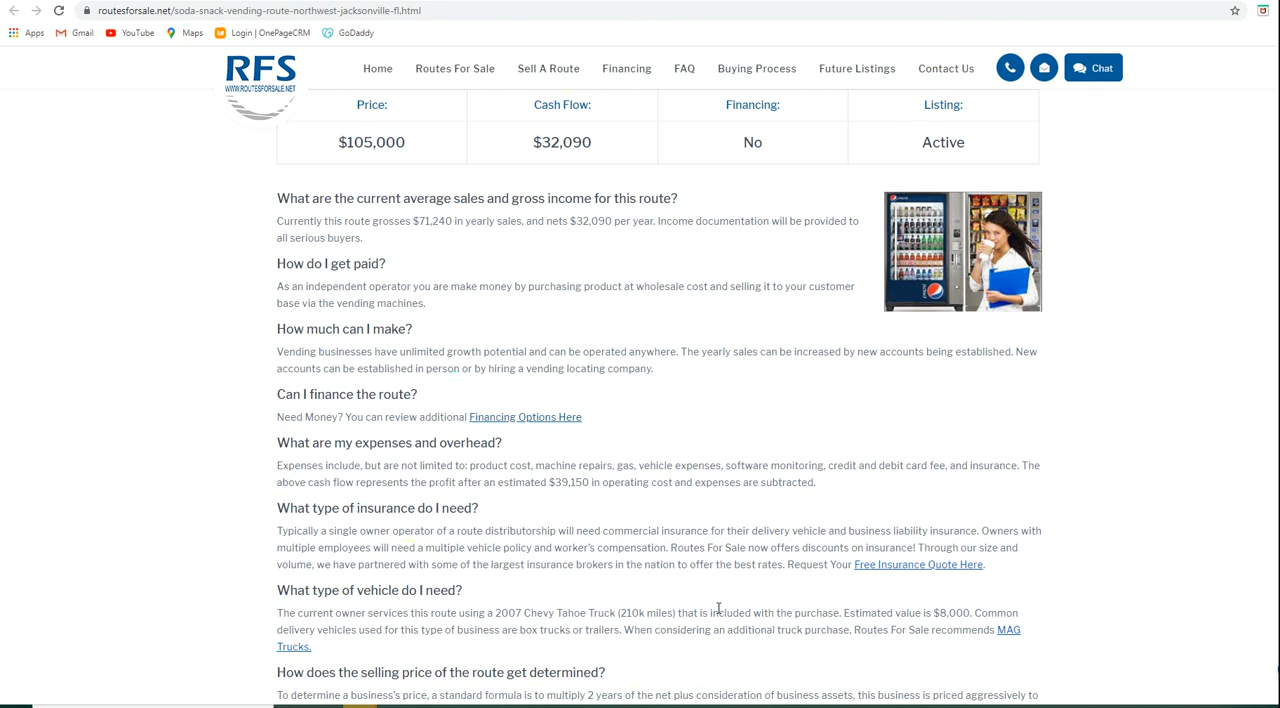 routesforsale.net/soda-snack-vending-route-northwest-jacksonville-fl.html
Apps Gmail YouTube Maps Login | OnePageCRM GoDaddy
RFS
WWW.ROUTESFORSALE.NET
Home Routes For Sale Sell A Route Financing FAQ Buying Process Future Listings Contact Us Chat
Price: Cash Flow: Financing: Listing:
$105,000 $32,090 No Active
What are the current average sales and gross income for this route?
Currently this route grosses $71,240 in yearly sales, and nets $32,090 per year. Income documentation will be provided to
all serious buyers.
How do I get paid?
As an independent operator you are make money by purchasing product at wholesale cost and selling it to your customer
base via the vending machines.
How much can I make?
Vending businesses have unlimited growth potential and can be operated anywhere. The yearly sales can be increased by new accounts being established. New
accounts can be established in person or by hiring a vending locating company.
Can I finance the route?
Need Money? You can review additional Financing Options Here
What are my expenses and overhead?
Expenses include, but are not limited to: product cost, machine repairs, gas, vehicle expenses, software monitoring, credit and debit card fee, and insurance. The
above cash flow represents the profit after an estimated $39,150 in operating cost and expenses are subtracted.
What type of insurance do I need?
Typically a single owner operator of a route distributorship will need commercial insurance for their delivery vehicle and business liability insurance. Owners with
multiple employees will need a multiple vehicle policy and worker's compensation. Routes For Sale now offers discounts on insurance! Through our size and
volume, we have partnered with some of the largest insurance brokers in the nation to offer the best rates. Request Your Free Insurance Quote Here.
What type of vehicle do I need?
The current owner services this route using a 2007 Chevy Tahoe Truck (210k miles) that is included with the purchase. Estimated value is $8,000. Common
delivery vehicles used for this type of business are box trucks or trailers. When considering an additional truck purchase, Routes For Sale recommends MAG
Trucks.
How does the selling price of the route get determined?
To determine a business's price, a standard formula is to multiply 2 years of the net plus consideration of business assets, this business is priced aggressively to